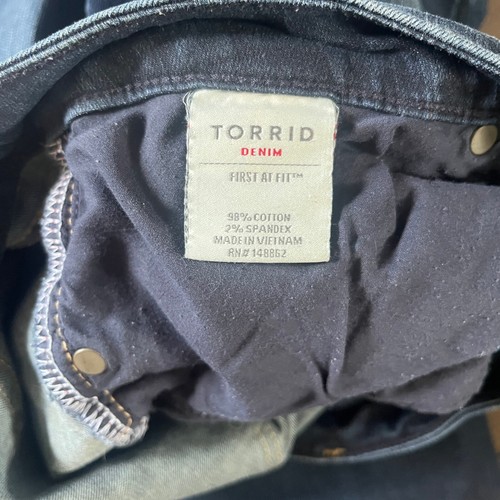 TORRID
DENIM
FIRST AT FIT™
98% COTTON
2% SPANDEX
MADE IN VIETNAM
RN# 148862